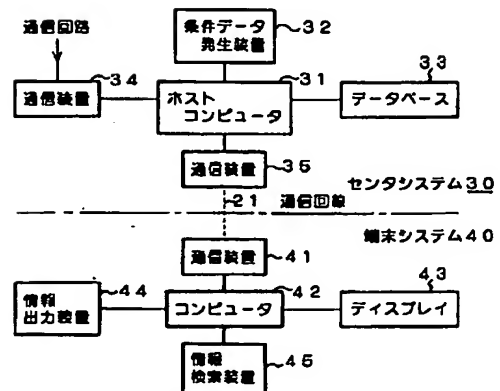 通信回路
条件データ
発生装置
32
34
通信装置
31
ホスト
コンピュータ
33
データベース
通信装置
35
センタシステム30
21
通信回線
端末システム40
通信装置
41
44
情報
出力装置
42
コンピュータ
43
ディスプレイ
情報
検索装置
45